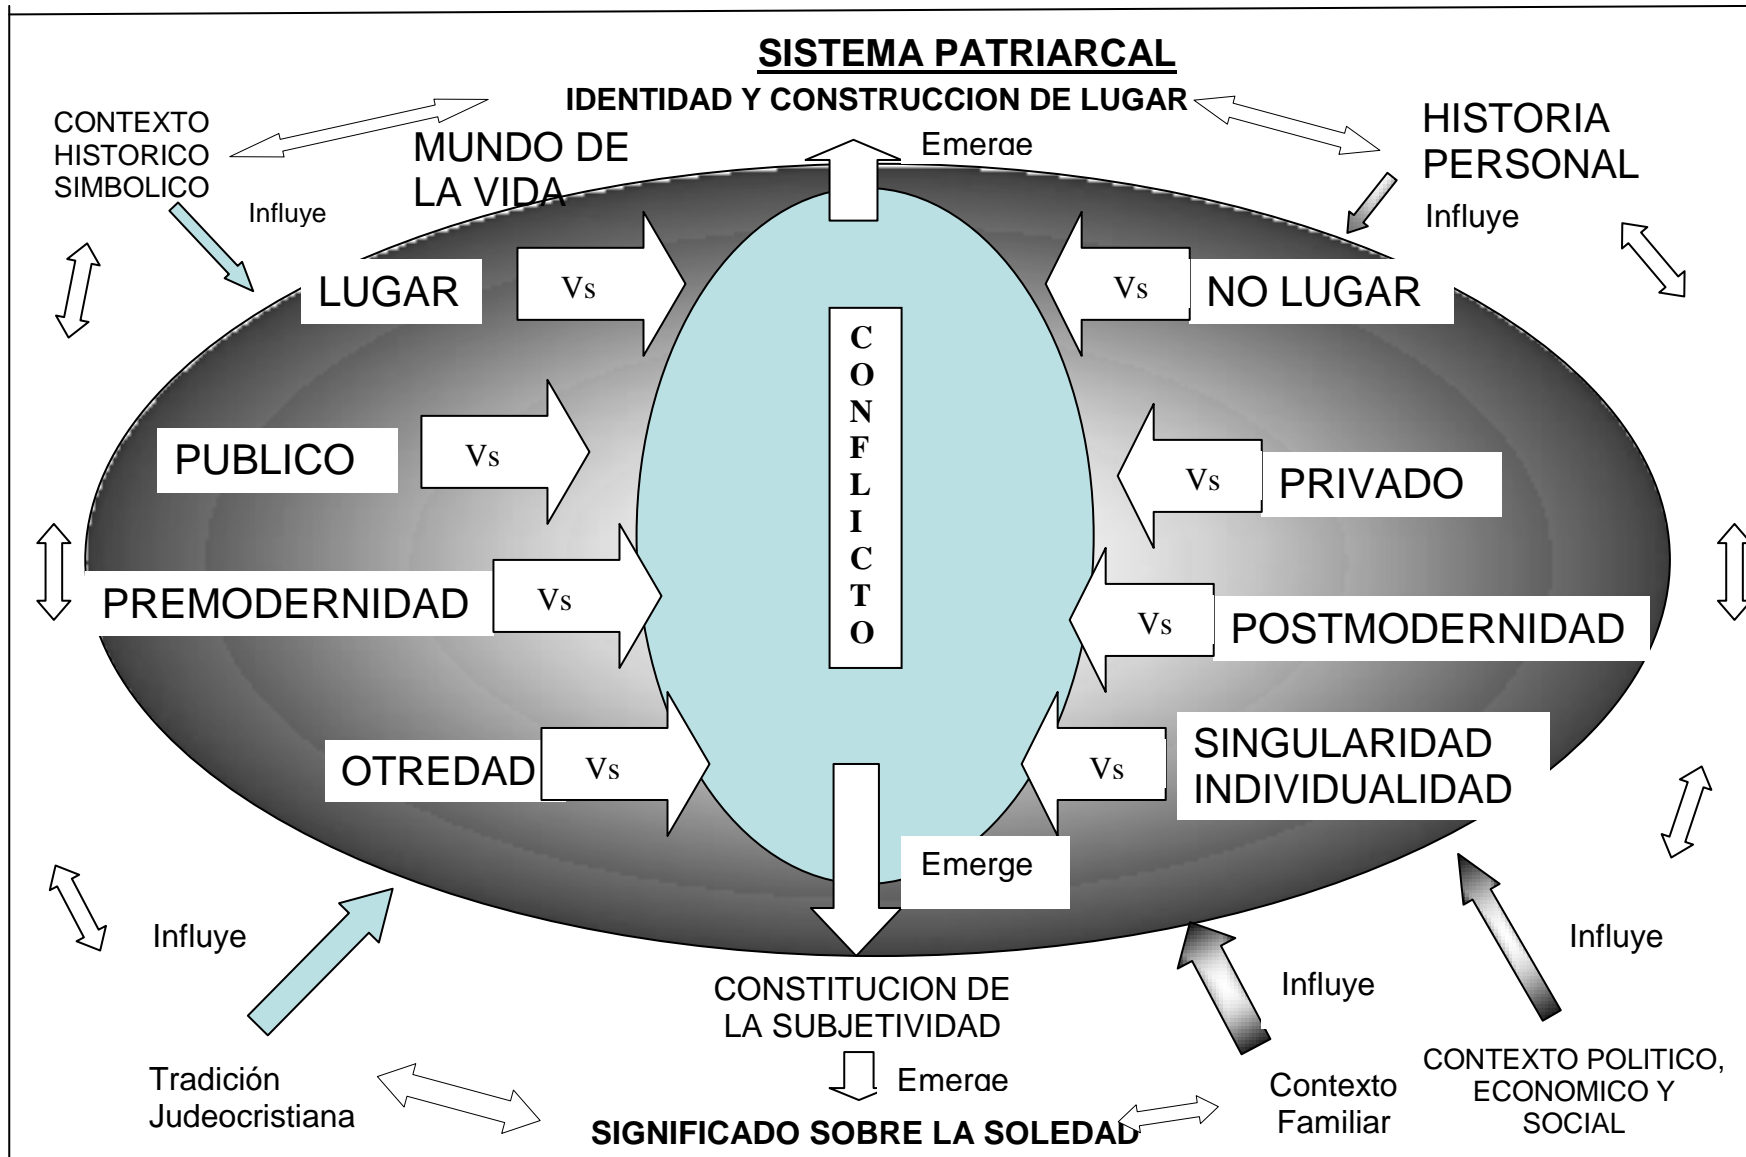 SISTEMA PATRIARCAL
IDENTIDAD Y CONSTRUCCION DE LUGAR
CONTEXTO
HISTORICO
SIMBOLICO
MUNDO DE
LA VIDA
Emerge
HISTORIA
PERSONAL
Influye
Influye
LUGAR
Vs
Vs
NO LUGAR
CONFLICTO
PUBLICO
Vs
Vs
PRIVADO
PREMODERNIDAD
Vs
Vs
POSTMODERNIDAD
OTREDAD
Vs
Vs
SINGULARIDAD
INDIVIDUALIDAD
Emerge
Influye
Influye
Influye
CONSTITUCION DE
LA SUBJETIVIDAD
Emerge
Tradición
Judeocristiana
SIGNIFICADO SOBRE LA SOLEDAD
Contexto
Familiar
CONTEXTO POLITICO,
ECONOMICO Y
SOCIAL